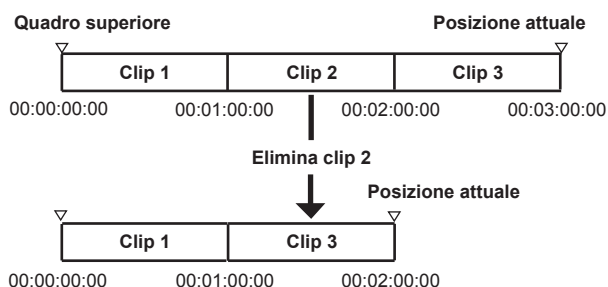 Quadro superiore Posizione attuale
Clip 1 Clip 2 Clip 3
00:00:00:00 00:01:00:00 00:02:00:00 00:03:00:00
Elimina clip 2
Posizione attuale
Clip 1 Clip 3
00:00:00:00 00:01:00:00 00:02:00:00